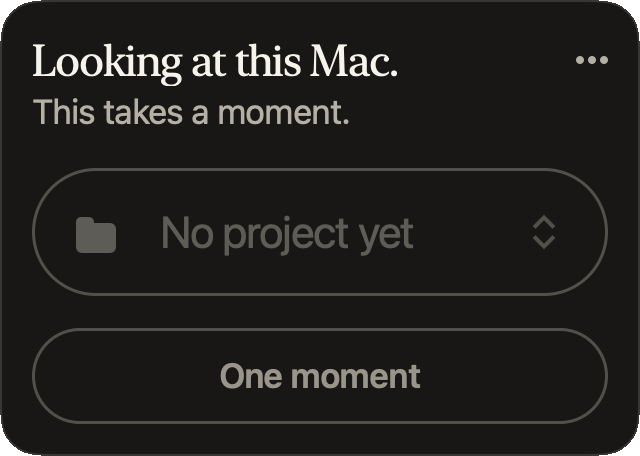 Looking at this Mac.
This takes a moment.
No project yet
One moment